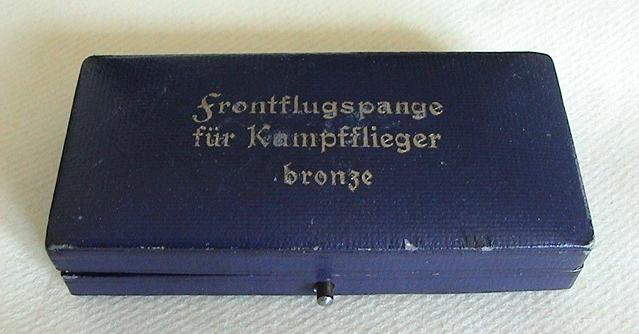 Frontflugspange
für Kampfflieger
bronze